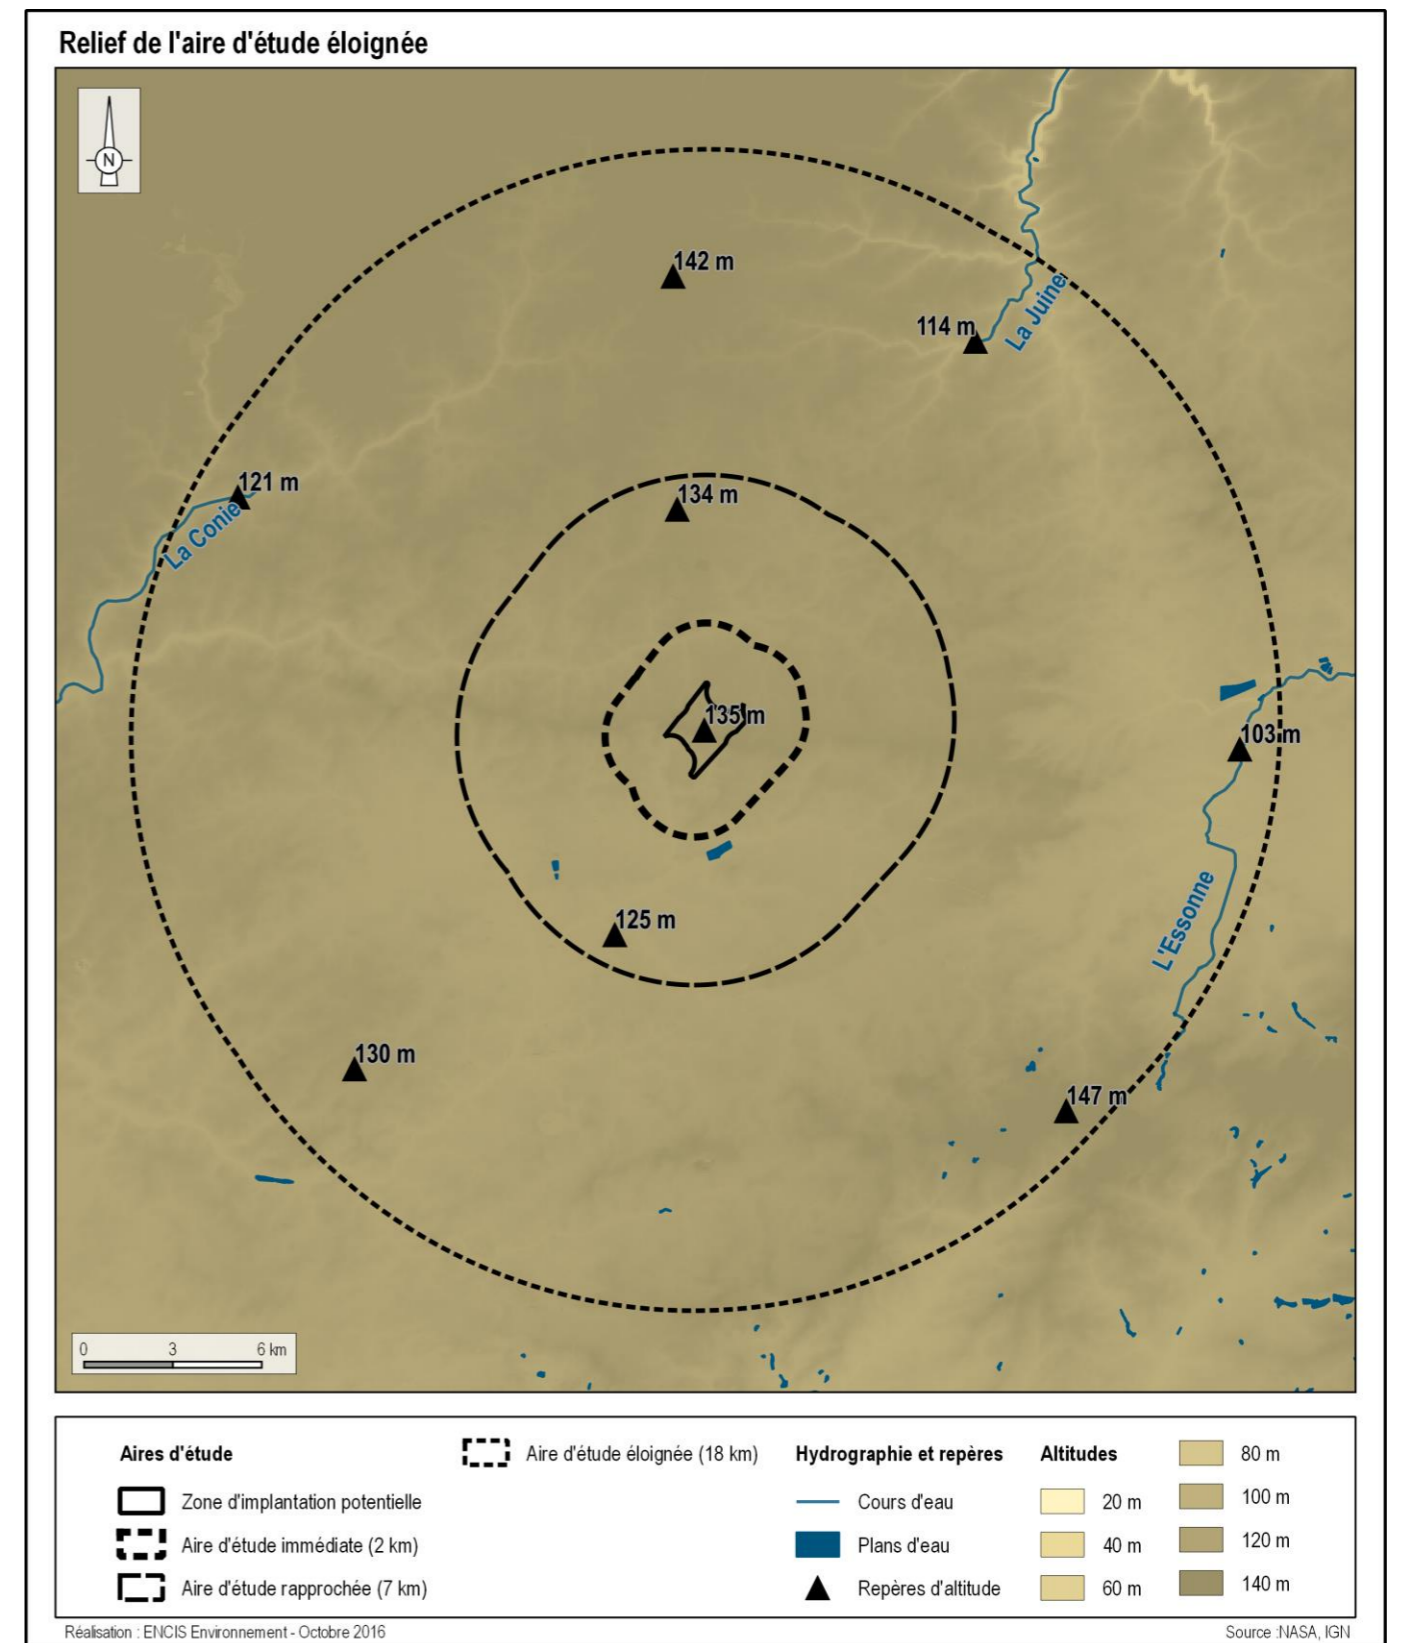 Relief de l'aire d'étude éloignée
N
142 m
114 m
La Juine
121 m
La Conie
134 m
135 m
103 m
L'Essonne
125 m
130 m
147 m
0 3 6 km
Aires d'étude
Zone d'implantation potentielle
Aire d'étude immédiate (2 km)
Aire d'étude rapprochée (7 km)
Aire d'étude éloignée (18 km)
Hydrographie et repères
Cours d'eau
Plans d'eau
Repères d'altitude
Altitudes
20 m
40 m
60 m
80 m
100 m
120 m
140 m
Réalisation : ENCIS Environnement - Octobre 2016
Source :NASA, IGN